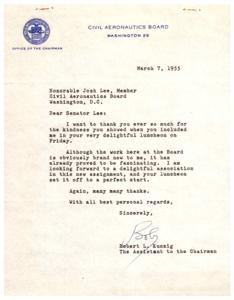 CIVIL AERONAUTICS BOARD
WASHINGTON 25
OFFICE OF THE CHAIRMAN
March 7, 1955
Honorable Josh Lee, Member
Civil Aeronautics Board
Washington, D.C.
Dear Senator Lee:
I want to thank you ever so much for
the kindness you showed when you included
me in your very delightful luncheon on
Friday.
Although the work here at the Board
is obviously brand new to me, it has
already proved to be fascinating. I am
looking forward to a delightful association
in this new assignment, and your luncheon
set it off to a perfect start.
Again, many many thanks.
With all best personal regards,
Sincerely,
Bob
Robert L. Kunzig
The Assistant to the Chairman